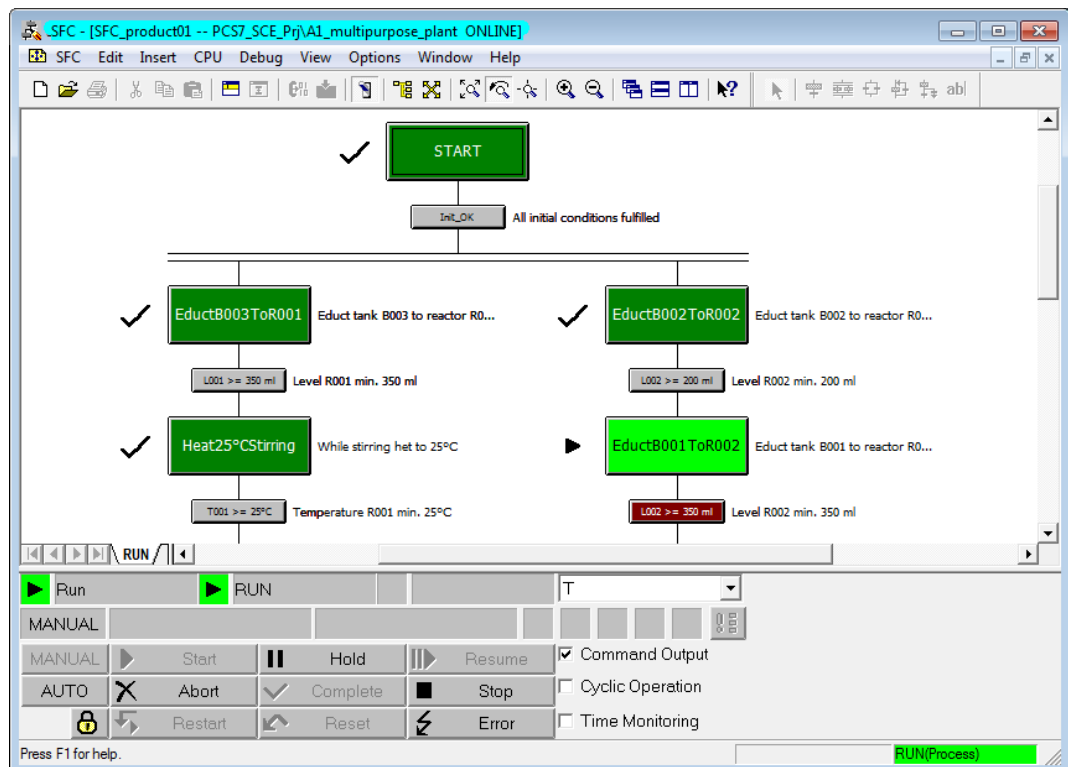 SFC - [SFC_product01 -- PCS7_SCE_Prj\A1_multipurpose_plant ONLINE]
SFC Edit Insert CPU Debug View Options Window Help
abl
START
Init_OK All initial conditions fulfilled
EductB003ToR001 Educt tank B003 to reactor R0... EductB002ToR002 Educt tank B002 to reactor R0...
L001 >= 350 ml Level R001 min. 350 ml L002 >= 200 ml Level R002 min. 200 ml
Heat25°CStirring While stirring het to 25°C EductB001ToR002 Educt tank B001 to reactor R0...
T001 >= 25°C Temperature R001 min. 25°C L002 >= 350 ml Level R002 min. 350 ml
RUN
Run RUN T
MANUAL
MANUAL Start Hold Resume Command Output
AUTO Abort Complete Stop Cyclic Operation
Restart Reset Error Time Monitoring
Press F1 for help. RUN(Process)